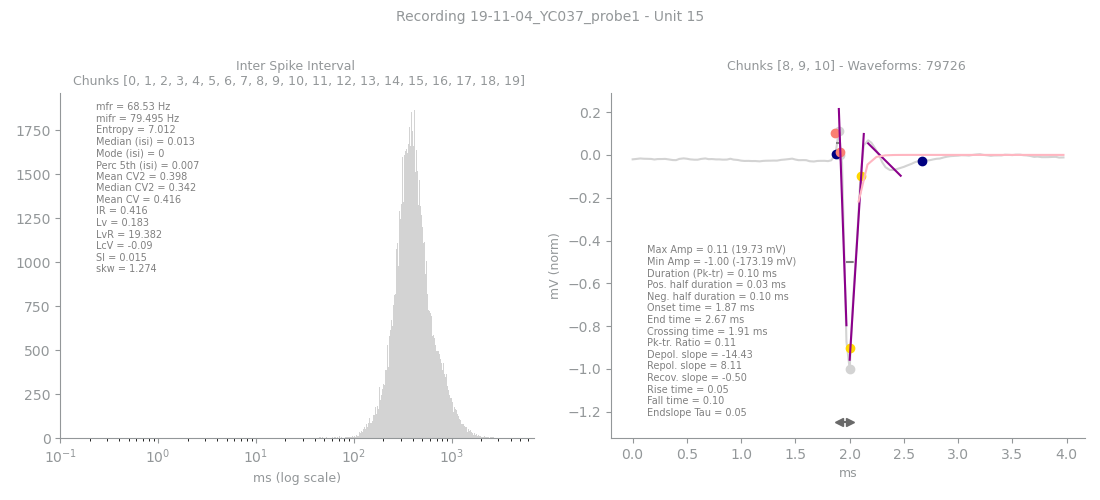 Recording 19-11-04_YC037_probe1 - Unit 15
Inter Spike Interval
Chunks [0, 1, 2, 3, 4, 5, 6, 7, 8, 9, 10, 11, 12, 13, 14, 15, 16, 17, 18, 19]
mfr = 68.53 Hz
mifr = 79.495 Hz
Entropy = 7.012
Median (isi) = 0.013
Mode (isi) = 0
Perc 5th (isi) = 0.007
Mean CV2 = 0.398
Median CV2 = 0.342
Mean CV = 0.416
IR = 0.416
Lv = 0.183
LvR = 19.382
LcV = -0.09
SI = 0.015
skw = 1.274
1750
1500
1250
1000
750
500
250
0
10⁻¹ 10⁰ 10¹ 10² 10³
ms (log scale)
Chunks [8, 9, 10] - Waveforms: 79726
mV (norm)
0.2
0.0
−0.2
−0.4
−0.6
−0.8
−1.0
−1.2
Max Amp = 0.11 (19.73 mV)
Min Amp = -1.00 (-173.19 mV)
Duration (Pk-tr) = 0.10 ms
Pos. half duration = 0.03 ms
Neg. half duration = 0.10 ms
Onset time = 1.87 ms
End time = 2.67 ms
Crossing time = 1.91 ms
Pk-tr. Ratio = 0.11
Depol. slope = -14.43
Repol. slope = 8.11
Recov. slope = -0.50
Rise time = 0.05
Fall time = 0.10
Endslope Tau = 0.05
0.0 0.5 1.0 1.5 2.0 2.5 3.0 3.5 4.0
ms